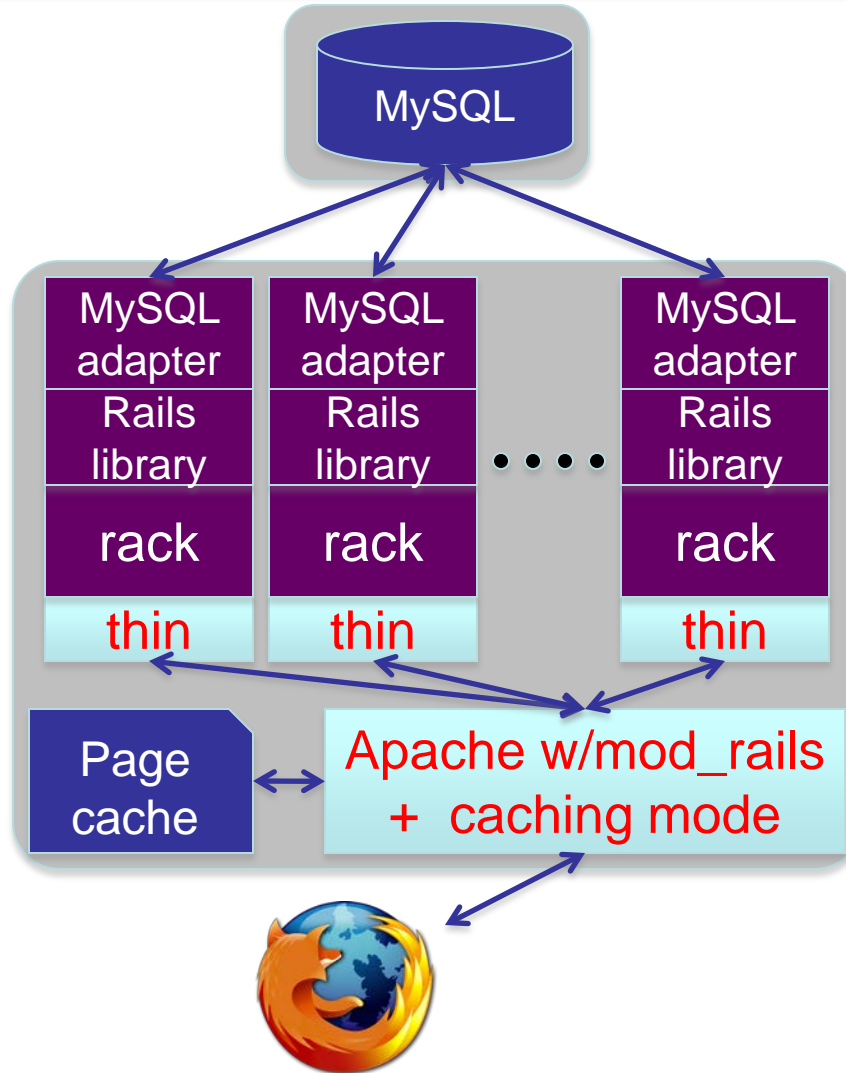 MySQL
MySQL
adapter
Rails
library
rack
thin
MySQL
adapter
Rails
library
rack
thin
MySQL
adapter
Rails
library
rack
thin
Page
cache
Apache w/mod_rails
+ caching mode